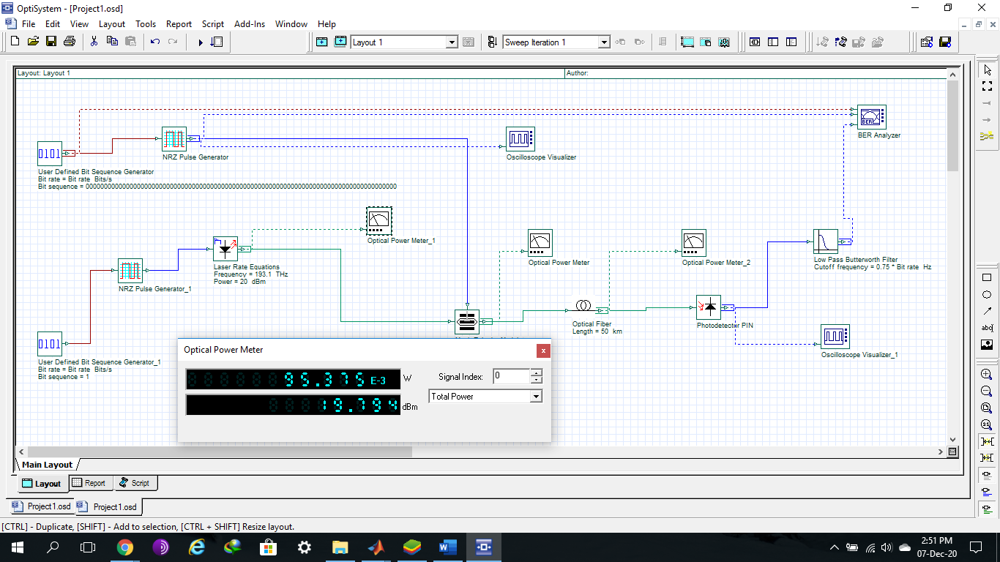 OptiSystem - [Project1.osd]
File Edit View Layout Tools Report Script Add-Ins Window Help
Layout 1
Sweep Iteration 1
Layout: Layout 1
Author:
BER
BER Analyzer
NRZ Pulse Generator
Oscilloscope Visualizer
0101
User Defined Bit Sequence Generator
Bit rate = Bit rate Bits/s
Optical Power Meter_1
Optical Power Meter
Optical Power Meter_2
Low Pass Butterworth Filter
Cutoff frequency = 0.75 * Bit rate Hz
Laser Rate Equations
Frequency = 193.1 THz
Power = 20 dBm
NRZ Pulse Generator_1
Optical Fiber
Length = 50 km
Photodetector PIN
Oscilloscope Visualizer_1
0101
User Defined Bit Sequence Generator_1
Bit rate = Bit rate Bits/s
Bit sequence = 1
Optical Power Meter
x
95.375 E-3 W
Signal Index: 0
19.794 dBm
Total Power
abc
1:1
Main Layout
Layout Report Script
Project1.osd Project1.osd
[CTRL] - Duplicate, [SHIFT] - Add to selection, [CTRL + SHIFT] Resize layout.
2:51 PM
07-Dec-20